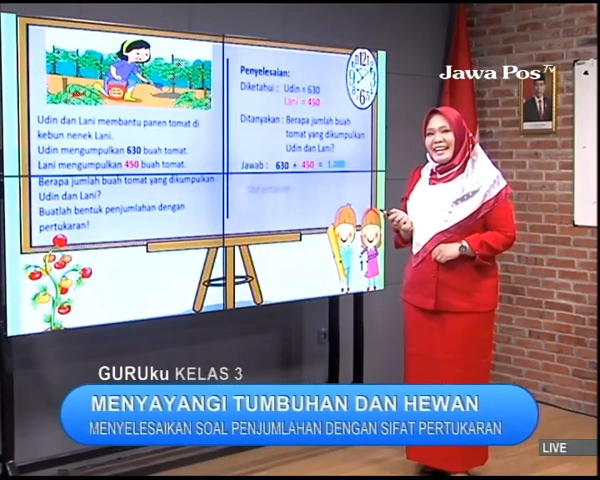 Jawa Pos TV
Udin dan Lani membantu panen tomat di
kebun nenek Lani.
Udin mengumpulkan 630 buah tomat.
Lani mengumpulkan 450 buah tomat.
Berapa jumlah buah tomat yang dikumpulkan
Udin dan Lani?
Buatlah bentuk penjumlahan dengan
pertukaran!
Penyelesaian:
Diketahui : Udin = 630
Lani = 450
Ditanyakan : Berapa jumlah buah
tomat yang dikumpulkan
Udin dan Lani?
Jawab : 630 + 450 = 1.080
GURUku KELAS 3
MENYAYANGI TUMBUHAN DAN HEWAN
MENYELESAIKAN SOAL PENJUMLAHAN DENGAN SIFAT PERTUKARAN
LIVE